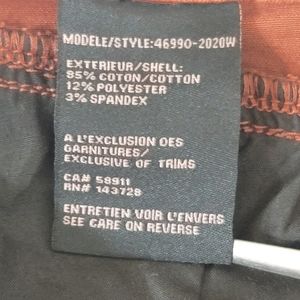 MODELE/STYLE:46990-2020W
EXTERIEUR/SHELL:
85% COTON/COTTON
12% POLYESTER
3% SPANDEX
A L'EXCLUSION DES
GARNITURES/
EXCLUSIVE OF TRIMS
CA# 58911
RN# 143728
ENTRETIEN VOIR L'ENVERS
SEE CARE ON REVERSE